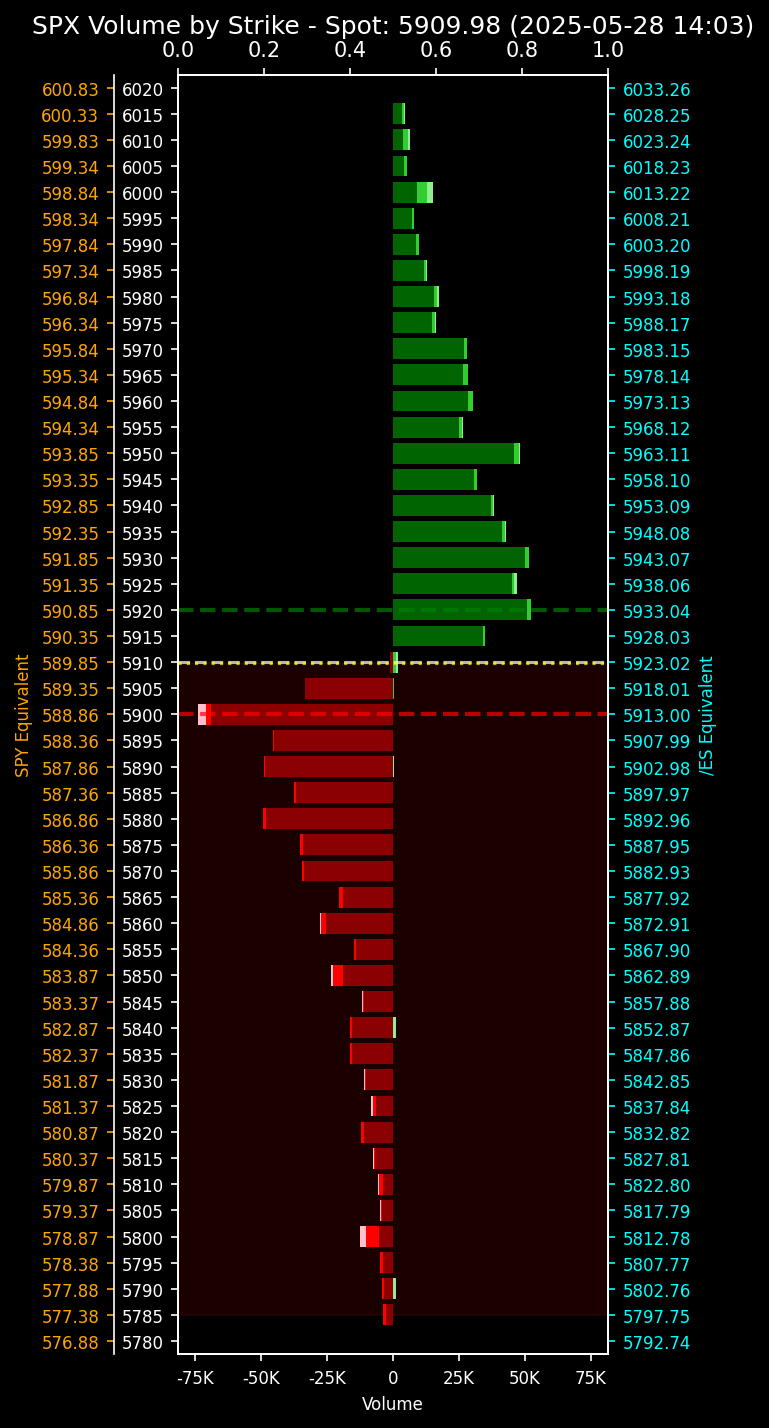 SPX Volume by Strike - Spot: 5909.98 (2025-05-28 14:03)
0.0 0.2 0.4 0.6 0.8 1.0
600.83 6020 6033.26
600.33 6015 6028.25
599.83 6010 6023.24
599.34 6005 6018.23
598.84 6000 6013.22
598.34 5995 6008.21
597.84 5990 6003.20
597.34 5985 5998.19
596.84 5980 5993.18
596.34 5975 5988.17
595.84 5970 5983.15
595.34 5965 5978.14
594.84 5960 5973.13
594.34 5955 5968.12
593.85 5950 5963.11
593.35 5945 5958.10
592.85 5940 5953.09
592.35 5935 5948.08
591.85 5930 5943.07
591.35 5925 5938.06
590.85 5920 5933.04
590.35 5915 5928.03
589.85 5910 5923.02
589.35 5905 5918.01
588.86 5900 5913.00
588.36 5895 5907.99
587.86 5890 5902.98
587.36 5885 5897.97
586.86 5880 5892.96
586.36 5875 5887.95
585.86 5870 5882.93
585.36 5865 5877.92
584.86 5860 5872.91
584.36 5855 5867.90
583.87 5850 5862.89
583.37 5845 5857.88
582.87 5840 5852.87
582.37 5835 5847.86
581.87 5830 5842.85
581.37 5825 5837.84
580.87 5820 5832.82
580.37 5815 5827.81
579.87 5810 5822.80
579.37 5805 5817.79
578.87 5800 5812.78
578.38 5795 5807.77
577.88 5790 5802.76
577.38 5785 5797.75
576.88 5780 5792.74
SPY Equivalent
/ES Equivalent
-75K -50K -25K 0 25K 50K 75K
Volume